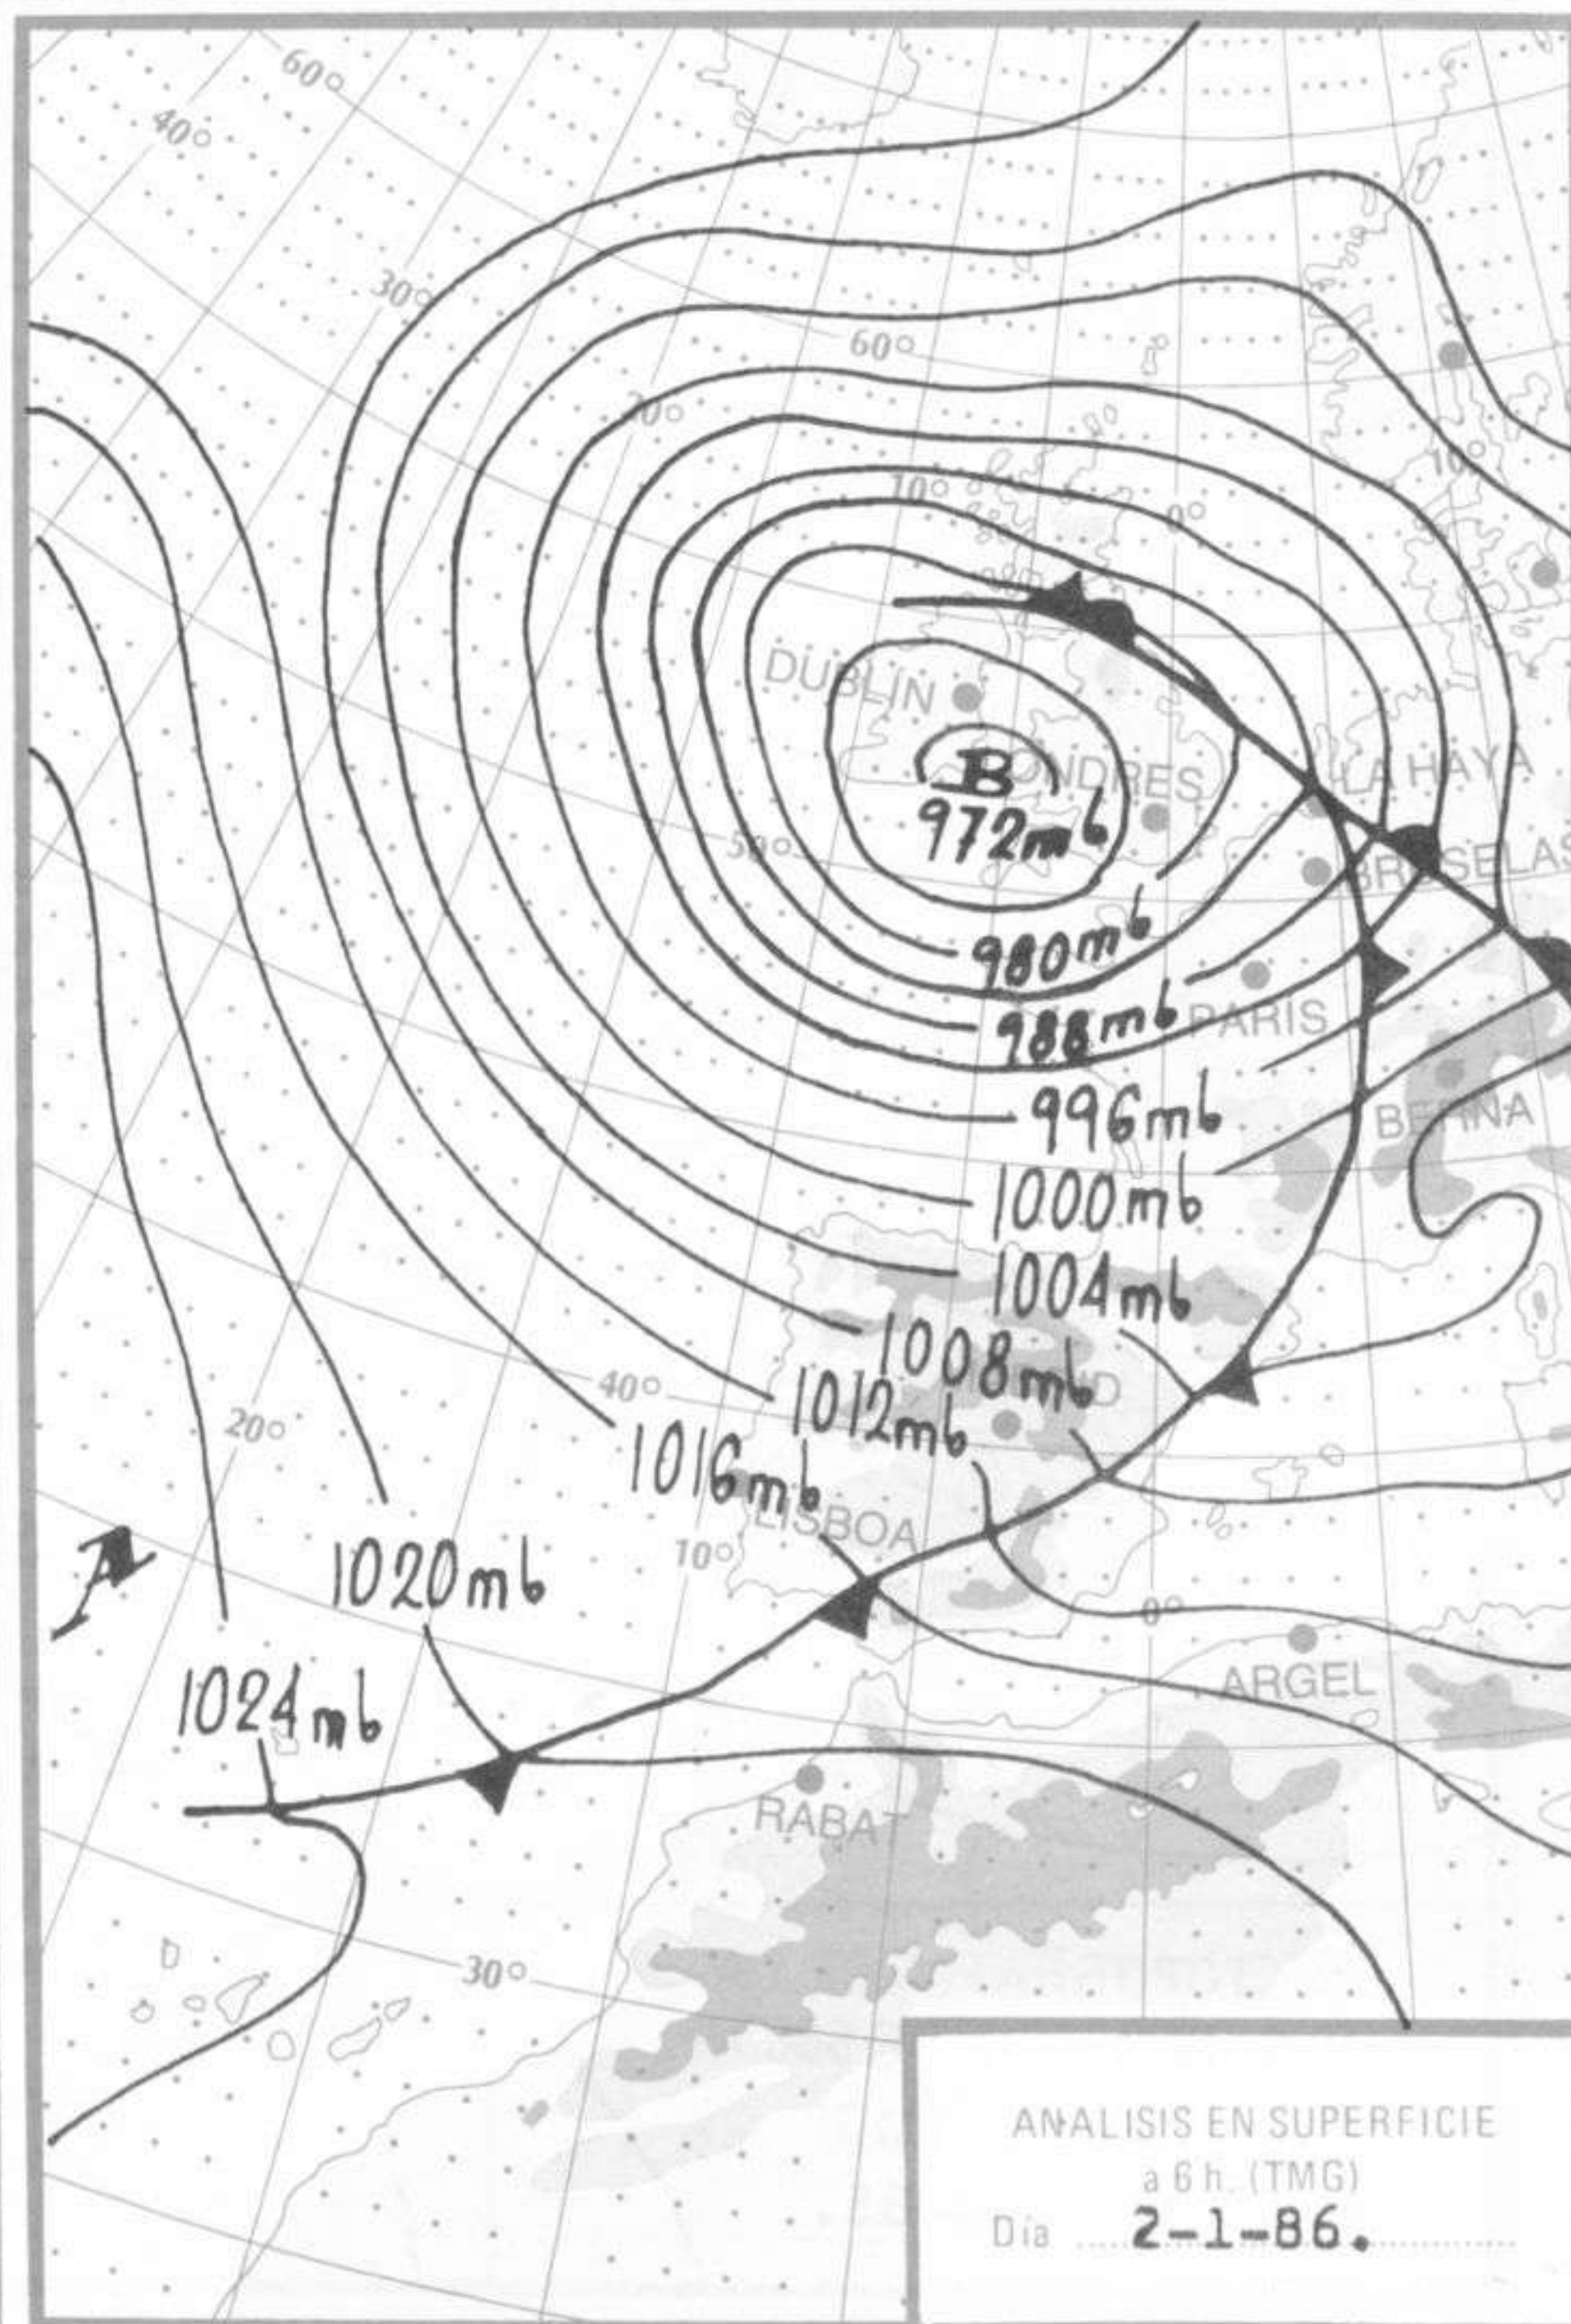 60°
40°
30°
60°
20°
10°
0°
10°
DUBLIN
B
LONDRES
LA HAYA
972mb
50°
BRUSELAS
980mb
988mb
PARIS
996mb
BERNA
1000mb
1004mb
1008mb
40°
20°
1012mb
1016mb
LISBOA
10°
A
1020mb
0°
ARGEL
1024mb
RABAT
30°
ANALISIS EN SUPERFICIE
a 6 h. (TMG)
Día 2-1-86.